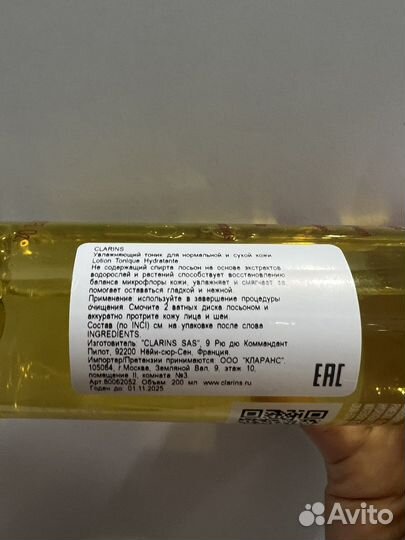 CLARINS
Увлажняющий тоник для нормальной и сухой кожи
Lotion Tonique Hydratante
Не содержащий спирта лосьон на основе экстрактов
водорослей и растений способствует восстановлению
баланса микрофлоры кожи, увлажняет и смягчает за
помогает оставаться гладкой и нежной.
Применение: используйте в завершение процедуры
очищения. Смочите 2 ватных диска лосьоном и
аккуратно протрите кожу лица и шеи.
Состав (по INCI) см. на упаковке после слова
INGREDIENTS.
Изготовитель: "CLARINS SAS", 9 Рю дю Коммандент
Пилот, 92200 Нёйи-сюр-Сен, Франция.
Импортер/Претензии принимаются: ООО "КЛАРАНС",
105064, г.Москва, Земляной Вал, 9, этаж 10,
помещение II, комната №3
Арт.80062052 Объем 200 мл www.clarins.ru
Годен до 01.11.2025
EAC
Avito